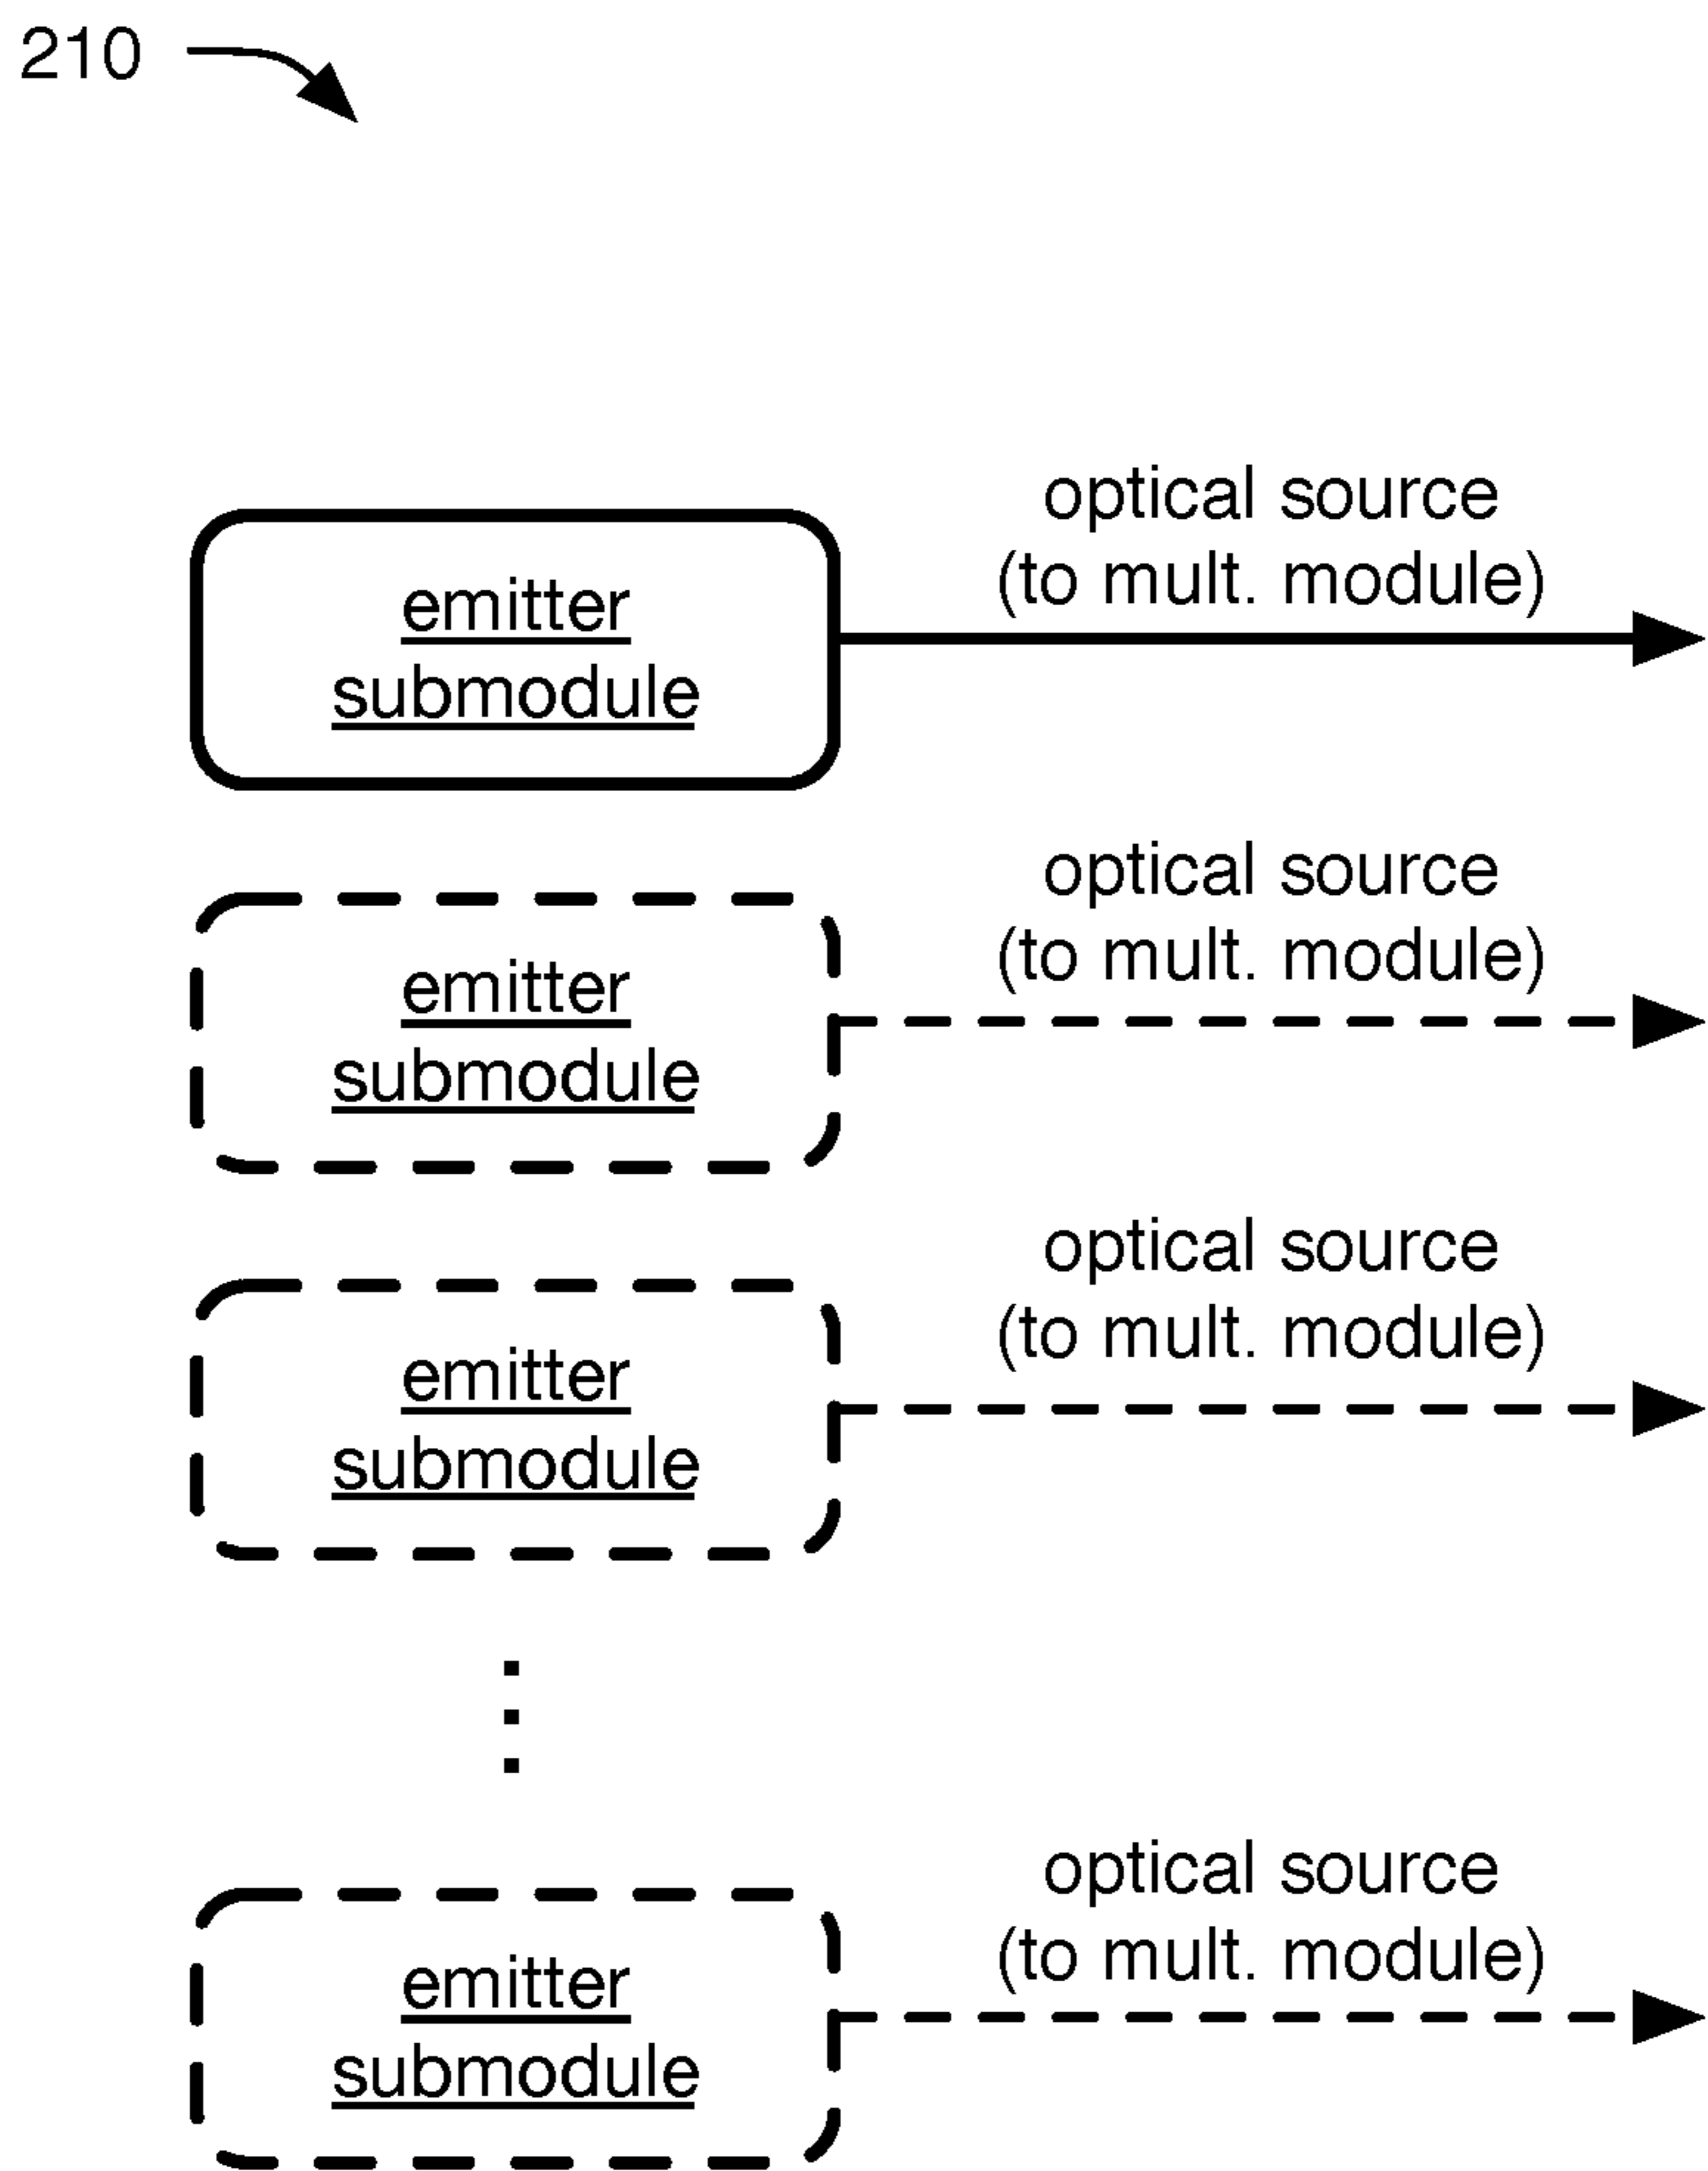 210
optical source
(to mult. module)
emitter
submodule
optical source
(to mult. module)
emitter
submodule
optical source
(to mult. module)
emitter
submodule
optical source
(to mult. module)
emitter
submodule